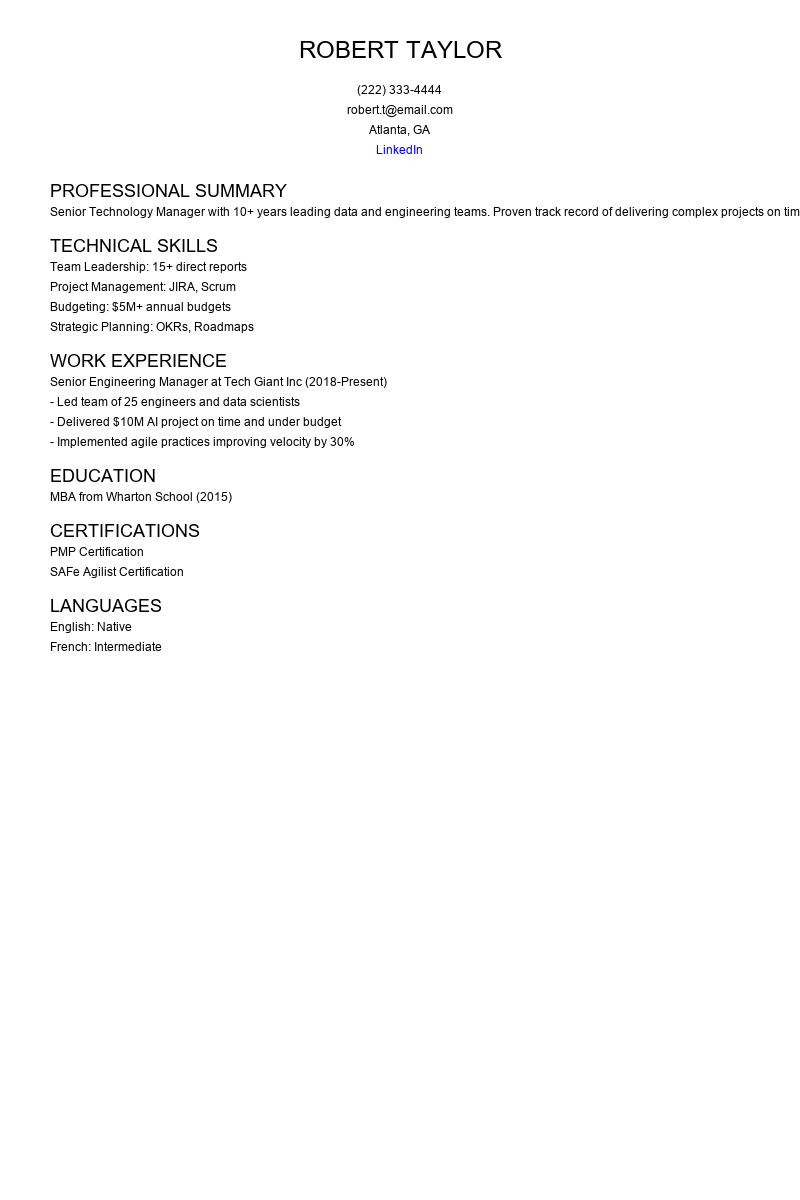 ROBERT TAYLOR
(222) 333-4444
robert.t@email.com
Atlanta, GA
LinkedIn
PROFESSIONAL SUMMARY
Senior Technology Manager with 10+ years leading data and engineering teams. Proven track record of delivering complex projects on tim
TECHNICAL SKILLS
Team Leadership: 15+ direct reports
Project Management: JIRA, Scrum
Budgeting: $5M+ annual budgets
Strategic Planning: OKRs, Roadmaps
WORK EXPERIENCE
Senior Engineering Manager at Tech Giant Inc (2018-Present)
- Led team of 25 engineers and data scientists
- Delivered $10M AI project on time and under budget
- Implemented agile practices improving velocity by 30%
EDUCATION
MBA from Wharton School (2015)
CERTIFICATIONS
PMP Certification
SAFe Agilist Certification
LANGUAGES
English: Native
French: Intermediate